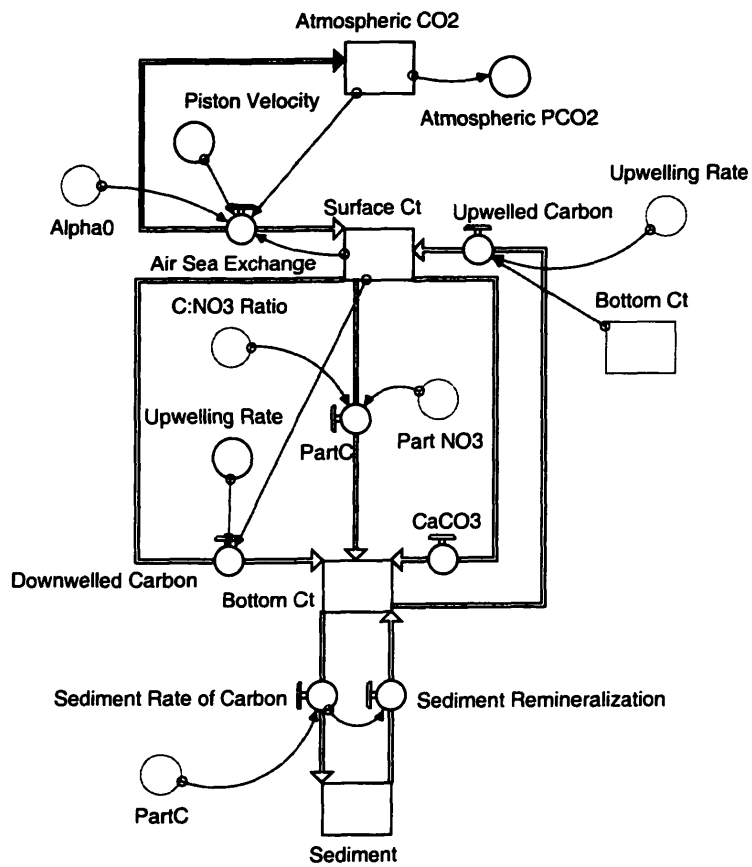 Atmospheric CO2
Piston Velocity
Atmospheric PCO2
Upwelling Rate
Alpha0
Surface Ct
Upwelled Carbon
Air Sea Exchange
Bottom Ct
C:NO3 Ratio
Upwelling Rate
PartC
Part NO3
CaCO3
Downwelled Carbon
Bottom Ct
Sediment Rate of Carbon
Sediment Remineralization
PartC
Sediment